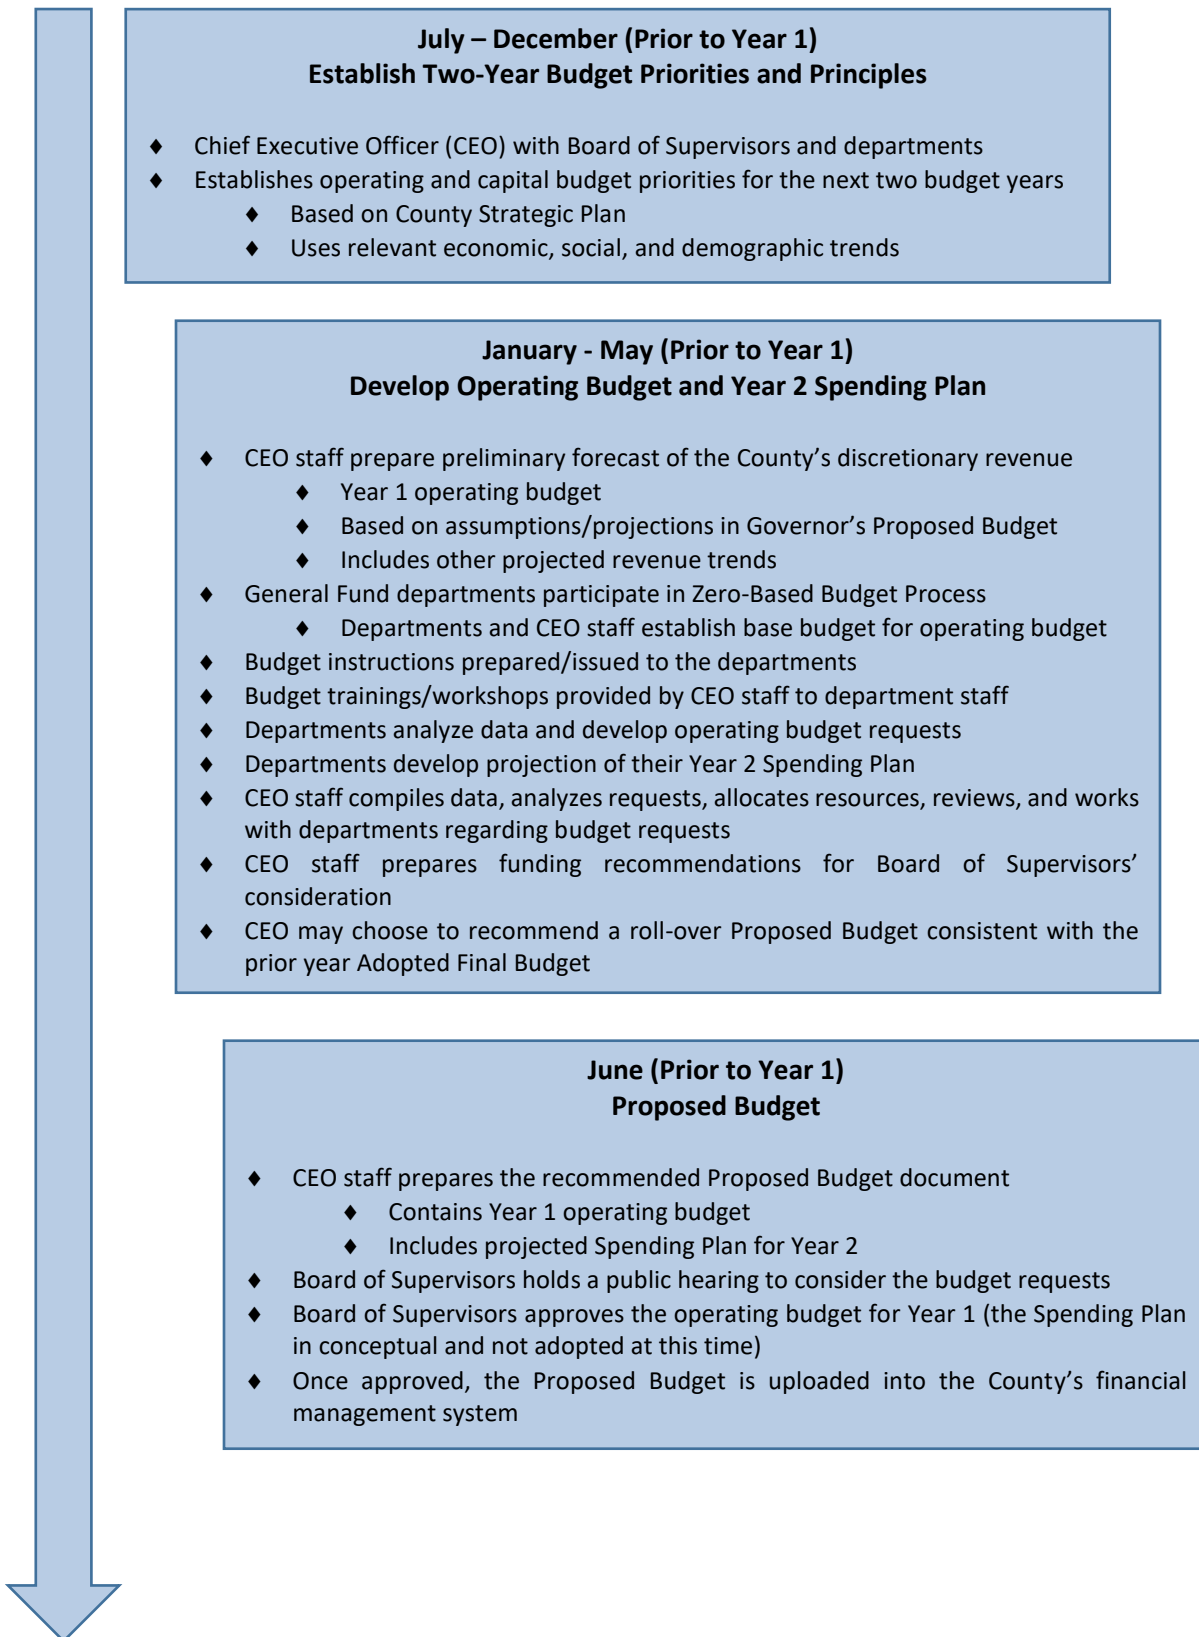 July – December (Prior to Year 1)
Establish Two-Year Budget Priorities and Principles
♦ Chief Executive Officer (CEO) with Board of Supervisors and departments
♦ Establishes operating and capital budget priorities for the next two budget years
♦ Based on County Strategic Plan
♦ Uses relevant economic, social, and demographic trends
January - May (Prior to Year 1)
Develop Operating Budget and Year 2 Spending Plan
♦ CEO staff prepare preliminary forecast of the County’s discretionary revenue
♦ Year 1 operating budget
♦ Based on assumptions/projections in Governor’s Proposed Budget
♦ Includes other projected revenue trends
♦ General Fund departments participate in Zero-Based Budget Process
♦ Departments and CEO staff establish base budget for operating budget
♦ Budget instructions prepared/issued to the departments
♦ Budget trainings/workshops provided by CEO staff to department staff
♦ Departments analyze data and develop operating budget requests
♦ Departments develop projection of their Year 2 Spending Plan
♦ CEO staff compiles data, analyzes requests, allocates resources, reviews, and works
with departments regarding budget requests
♦ CEO staff prepares funding recommendations for Board of Supervisors’
consideration
♦ CEO may choose to recommend a roll-over Proposed Budget consistent with the
prior year Adopted Final Budget
June (Prior to Year 1)
Proposed Budget
♦ CEO staff prepares the recommended Proposed Budget document
♦ Contains Year 1 operating budget
♦ Includes projected Spending Plan for Year 2
♦ Board of Supervisors holds a public hearing to consider the budget requests
♦ Board of Supervisors approves the operating budget for Year 1 (the Spending Plan
in conceptual and not adopted at this time)
♦ Once approved, the Proposed Budget is uploaded into the County’s financial
management system